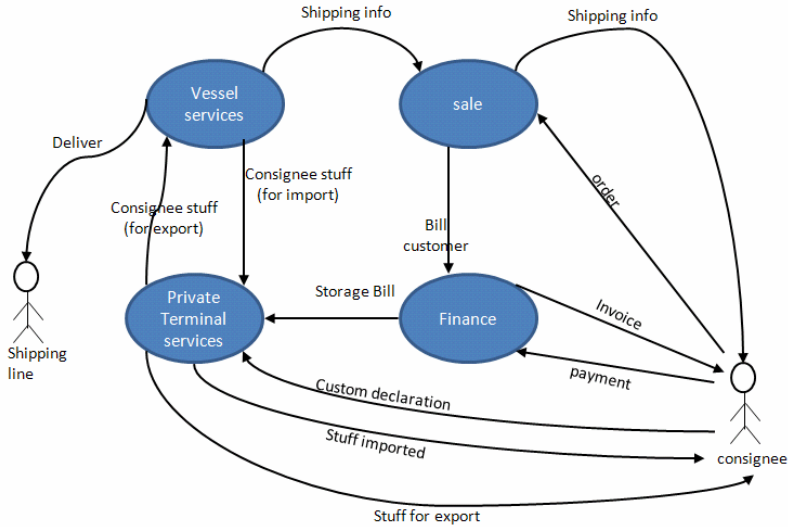 Shipping info
Shipping info
Vessel
services
sale
Deliver
Consignee stuff
(for import)
order
Consignee stuff
(for export)
Bill
customer
Private
Terminal
services
Storage Bill
Finance
Invoice
Shipping
line
payment
Custom declaration
Stuff imported
consignee
Stuff for export